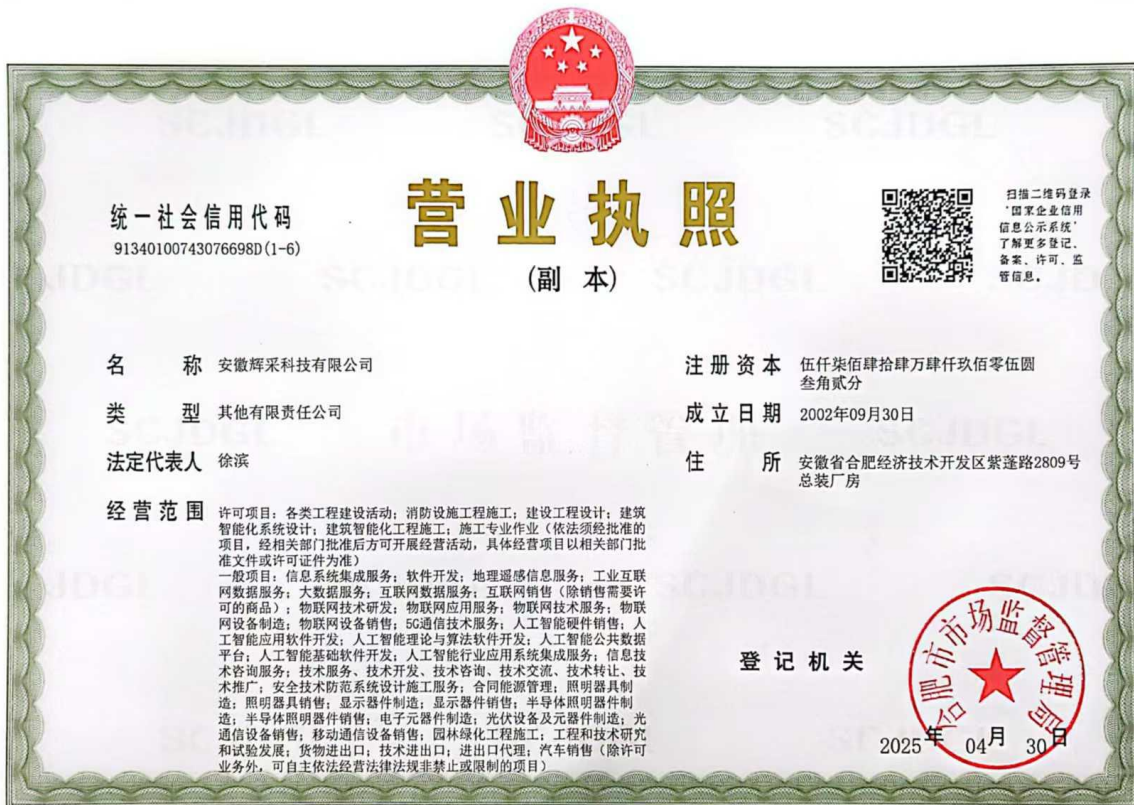 营业执照
(副 本)
统一社会信用代码
91340100743076698D(1-6)
扫描二维码登录
“国家企业信用
信息公示系统”
了解更多登记、
备案、许可、监
管信息。
名 称 安徽辉采科技有限公司
类 型 其他有限责任公司
法定代表人 徐滨
经营范围 许可项目：各类工程建设活动；消防设施工程施工；建设工程设计；建筑
智能化系统设计；建筑智能化工程施工；施工专业作业（依法须经批准的
项目，经相关部门批准后方可开展经营活动，具体经营项目以相关部门批
准文件或许可证件为准）
一般项目：信息系统集成服务；软件开发；地理遥感信息服务；工业互联
网数据服务；大数据服务；互联网数据服务；互联网销售（除销售需要许
可的商品）；物联网技术研发；物联网应用服务；物联网技术服务；物联
网设备制造；物联网设备销售；5G通信技术服务；人工智能硬件销售；人
工智能应用软件开发；人工智能理论与算法软件开发；人工智能公共数据
平台；人工智能基础软件开发；人工智能行业应用系统集成服务；信息技
术咨询服务；技术服务、技术开发、技术咨询、技术交流、技术转让、技
术推广；安全技术防范系统设计施工服务；合同能源管理；照明器具制
造；照明器具销售；显示器件制造；显示器件销售；半导体照明器件制
造；半导体照明器件销售；电子元器件制造；光伏设备及元器件制造；光
通信设备销售；移动通信设备销售；园林绿化工程施工；工程和技术研究
和试验发展；货物进出口；技术进出口；进出口代理；汽车销售（除许可
业务外，可自主依法经营法律法规非禁止或限制的项目）
注册资本 伍仟柒佰肆拾肆万肆仟玖佰零伍圆
叁角贰分
成立日期 2002年09月30日
住 所 安徽省合肥经济技术开发区紫蓬路2809号
总装厂房
登记机关
合肥市市场监督管理局
2025年 04月 30日
SCJDGL
市场监督管理